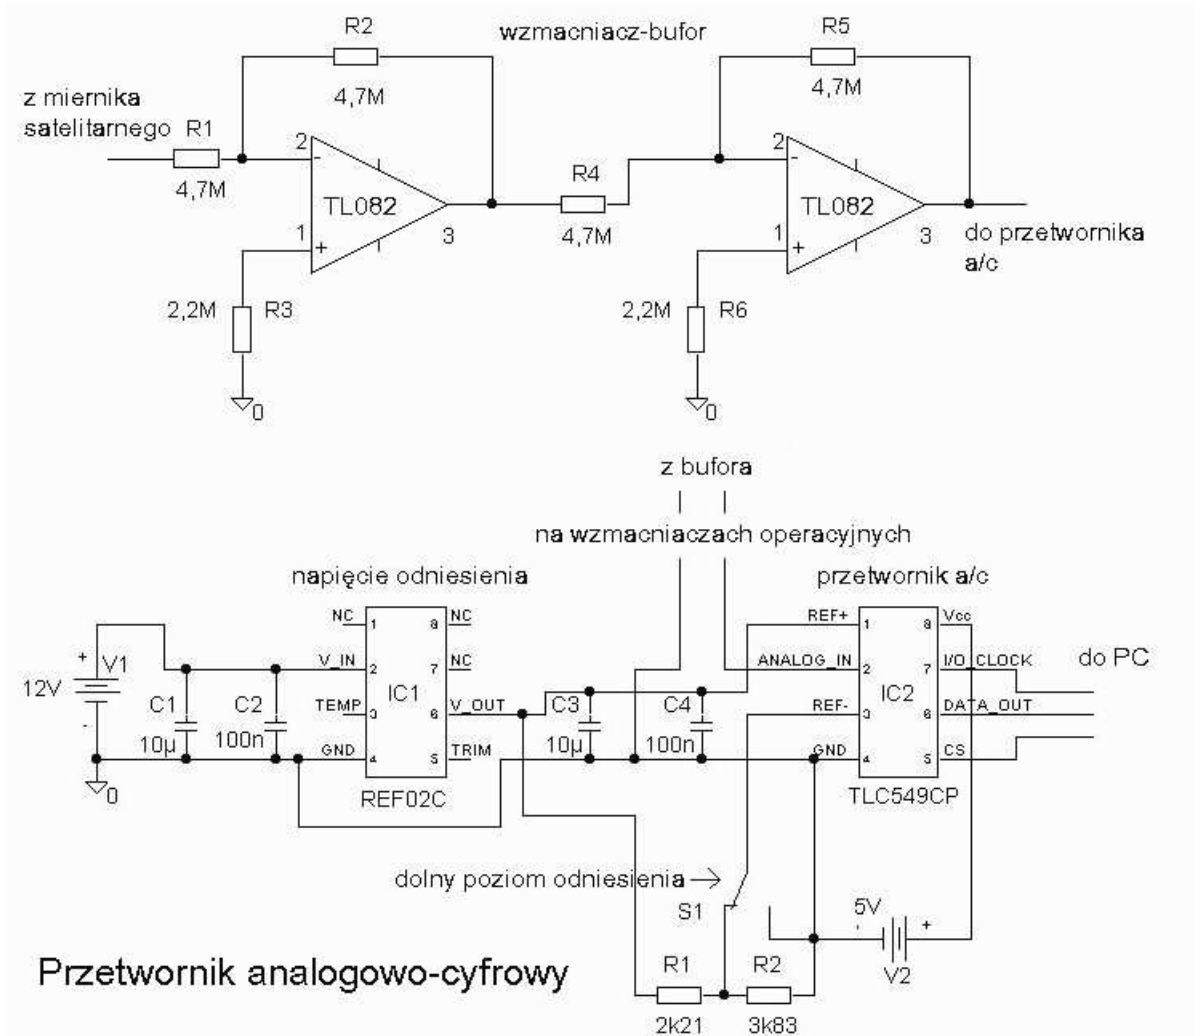 R2
wzmacniacz-bufor
R5
4,7M
4,7M
z miernika
satelitarnego
R1
2
-
2
-
4,7M
R4
TL082
TL082
4,7M
1
+
3
1
+
3
do przetwornika
a/c
2,2M
R3
2,2M
R6
0
0
z bufora
na wzmacniaczach operacyjnych
napięcie odniesienia
przetwornik a/c
NC
1
8
NC
REF+
1
8
Vcc
+
V1
V_IN
2
7
NC
ANALOG_IN
2
7
I/O_CLOCK
do PC
12V
IC1
IC2
C1
C2
TEMP
3
6
V_OUT
C3
C4
REF-
3
6
DATA_OUT
-
10µ
100n
10µ
100n
GND
4
5
TRIM
GND
4
5
CS
0
REF02C
TLC549CP
dolny poziom odniesienia
S1
5V
-
+
V2
R1
R2
2k21
3k83
Przetwornik analogowo-cyfrowy